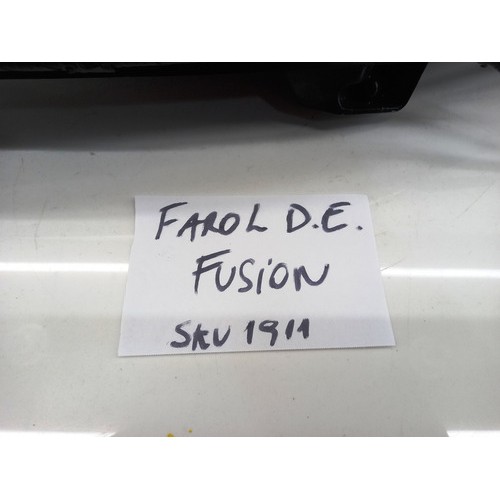 FAROL D.E.
FUSION
SKU 1911